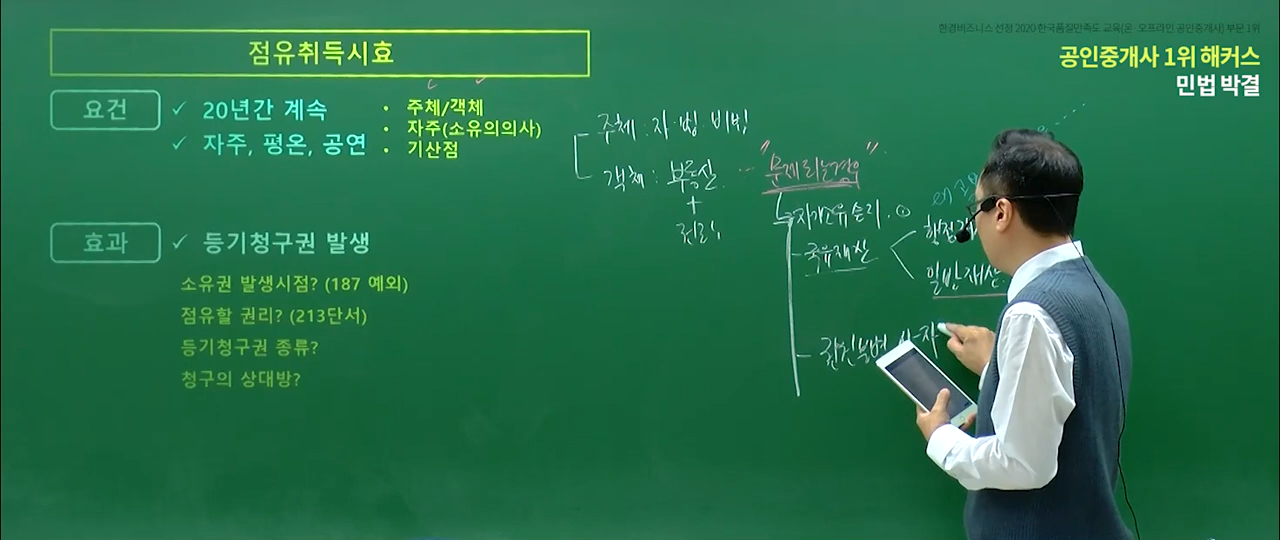 한경비즈니스 선정 2020 한국품질만족도 교육(온·오프라인 공인중개사) 부문 1위
공인중개사 1위 해커스
민법 박결
점유취득시효
요건
✓ 20년간 계속
✓ 자주, 평온, 공연
• 주체/객체
• 자주(소유의의사)
• 기산점
효과
✓ 등기청구권 발생
소유권 발생시점? (187 예외)
점유할 권리? (213단서)
등기청구권 종류?
청구의 상대방?
주체 : 자·법·비법
객체 : 부동산
+
"문제되는경우"
국유재산
일반재산